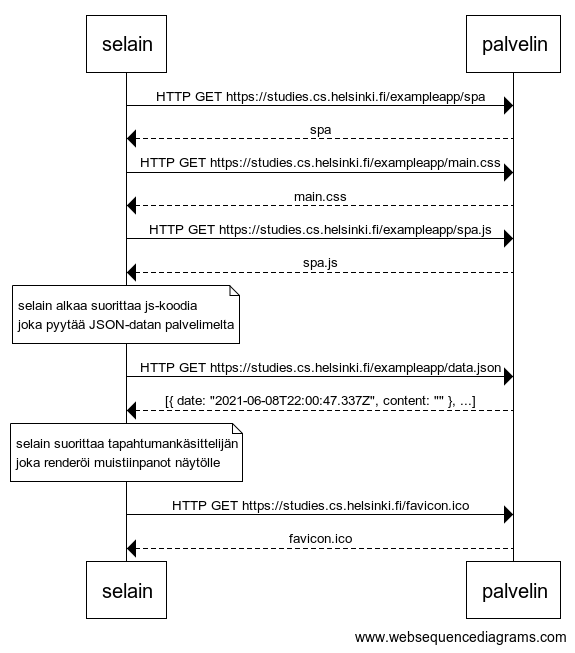 selain palvelin
HTTP GET https://studies.cs.helsinki.fi/exampleapp/spa
spa
HTTP GET https://studies.cs.helsinki.fi/exampleapp/main.css
main.css
HTTP GET https://studies.cs.helsinki.fi/exampleapp/spa.js
spa.js
selain alkaa suorittaa js-koodia
joka pyytää JSON-datan palvelimelta
HTTP GET https://studies.cs.helsinki.fi/exampleapp/data.json
[{ date: "2021-06-08T22:00:47.337Z", content: "" }, ...]
selain suorittaa tapahtumankäsittelijän
joka renderöi muistiinpanot näytölle
HTTP GET https://studies.cs.helsinki.fi/favicon.ico
favicon.ico
selain palvelin
www.websequencediagrams.com